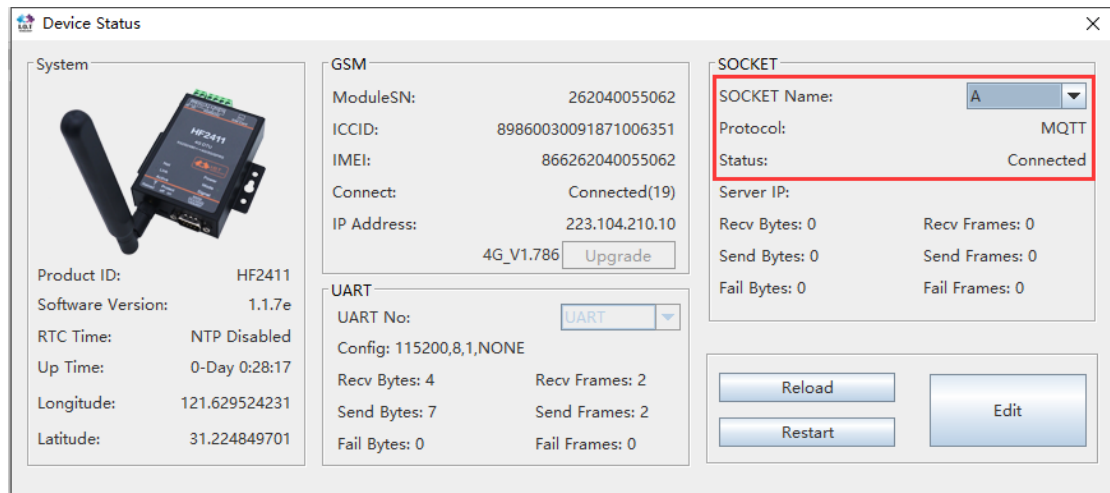 Device Status
System
HF2411
Product ID: HF2411
Software Version: 1.1.7e
RTC Time: NTP Disabled
Up Time: 0-Day 0:28:17
Longitude: 121.629524231
Latitude: 31.224849701
GSM
ModuleSN: 262040055062
ICCID: 89860030091871006351
IMEI: 866262040055062
Connect: Connected(19)
IP Address: 223.104.210.10
4G_V1.786 Upgrade
UART
UART No: UART
Config: 115200,8,1,NONE
Recv Bytes: 4 Recv Frames: 2
Send Bytes: 7 Send Frames: 2
Fail Bytes: 0 Fail Frames: 0
SOCKET
SOCKET Name: A
Protocol: MQTT
Status: Connected
Server IP:
Recv Bytes: 0 Recv Frames: 0
Send Bytes: 0 Send Frames: 0
Fail Bytes: 0 Fail Frames: 0
Reload
Restart
Edit